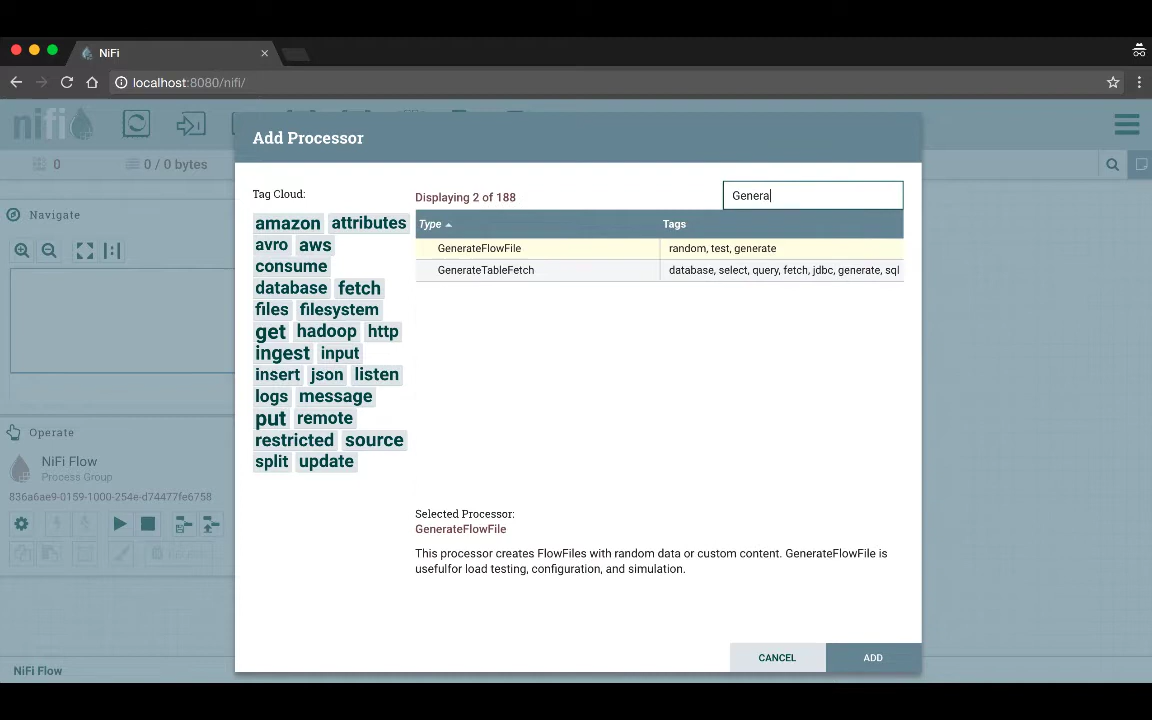 NiFi
localhost:8080/nifi/
nifi
0
0 / 0 bytes
Add Processor
Navigate
Tag Cloud:
amazon attributes
avro aws
consume
database fetch
files filesystem
get hadoop http
ingest input
insert json listen
logs message
put remote
restricted source
split update
Displaying 2 of 188
Genera
Type Tags
GenerateFlowFile random, test, generate
GenerateTableFetch database, select, query, fetch, jdbc, generate, sql
Operate
NiFi Flow
Process Group
836a6ae9-0159-1000-254e-d74477fe6758
Selected Processor:
GenerateFlowFile
This processor creates FlowFiles with random data or custom content. GenerateFlowFile is
usefulfor load testing, configuration, and simulation.
CANCEL ADD
NiFi Flow